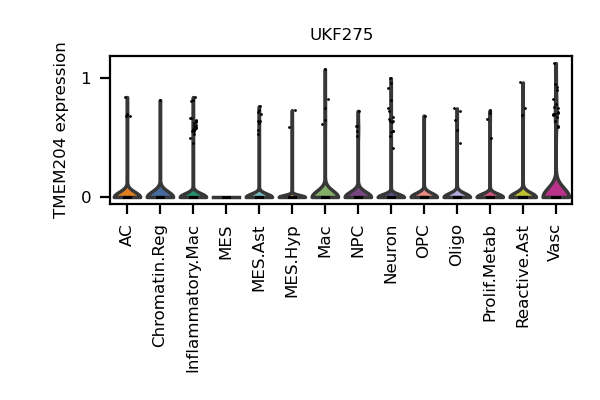 UKF275
TMEM204 expression
1
0
AC
Chromatin.Reg
Inflammatory.Mac
MES
MES.Ast
MES.Hyp
Mac
NPC
Neuron
OPC
Oligo
Prolif.Metab
Reactive.Ast
Vasc